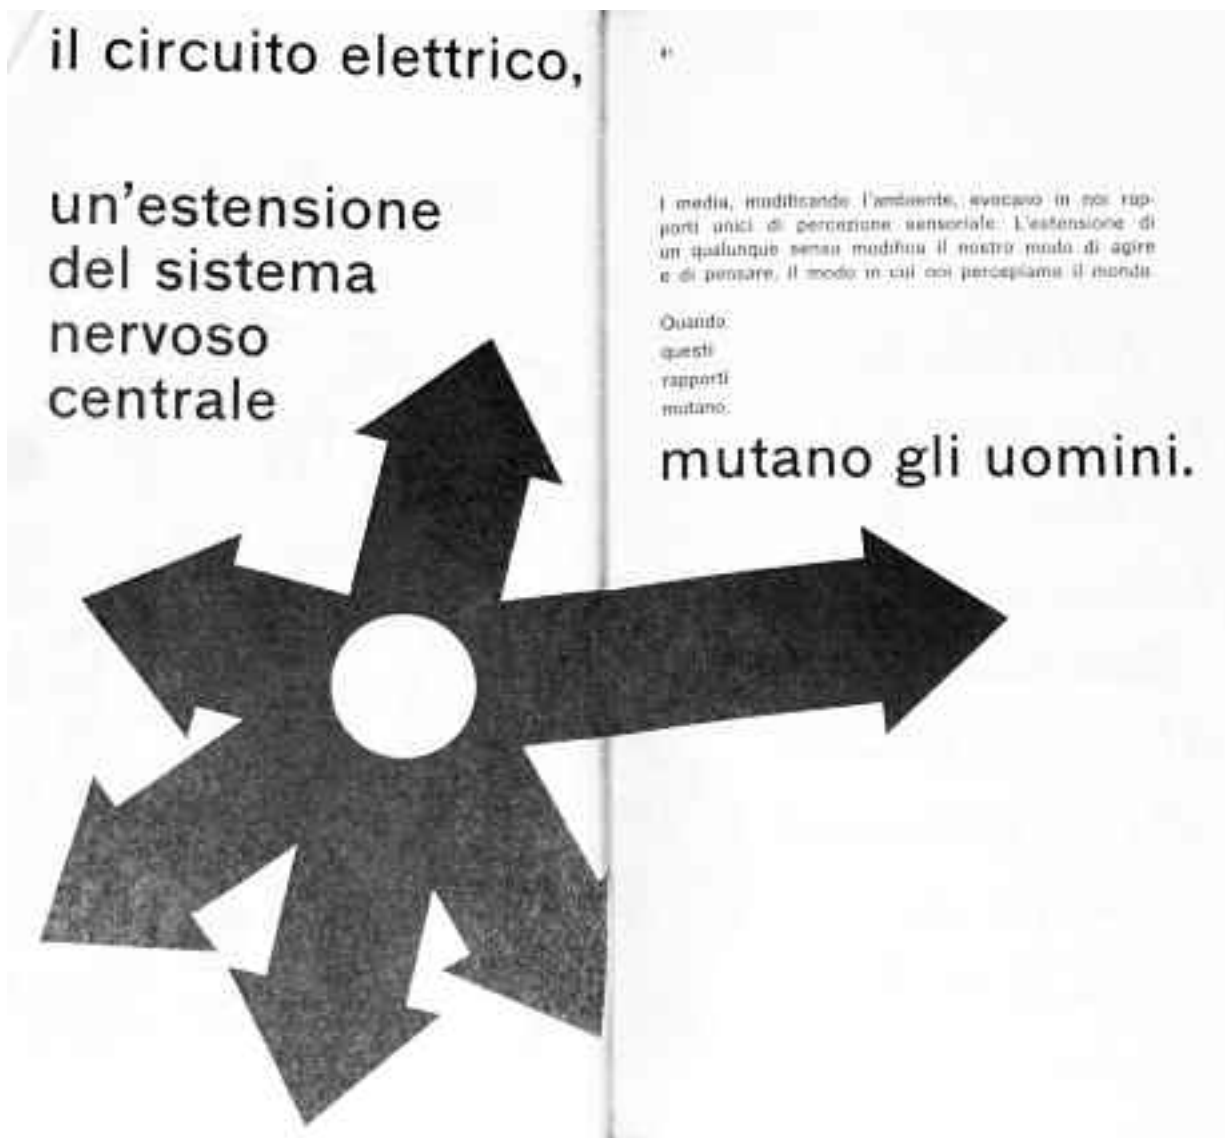 il circuito elettrico,
un'estensione
del sistema
nervoso
centrale
I media, modificando l'ambiente, evocano in noi rap-
porti unici di percezione sensoriale. L'estensione di
un qualunque senso modifica il nostro modo di agire
e di pensare, il modo in cui noi percepiamo il mondo.
Quando
questi
rapporti
mutano,
mutano gli uomini.